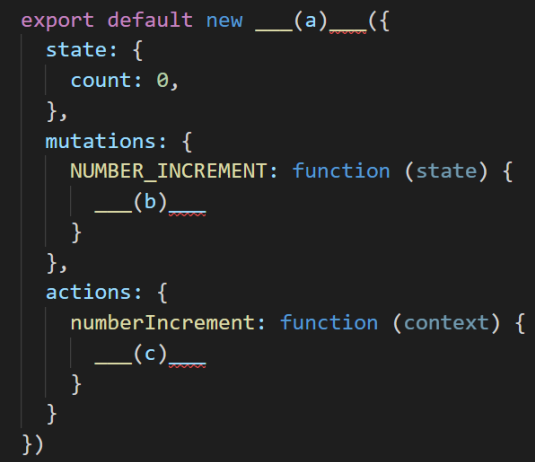 export default new ___(a)___({
  state: {
    count: 0,
  },
  mutations: {
    NUMBER_INCREMENT: function (state) {
      ___(b)___
    }
  },
  actions: {
    numberIncrement: function (context) {
      ___(c)___
    }
  }
})